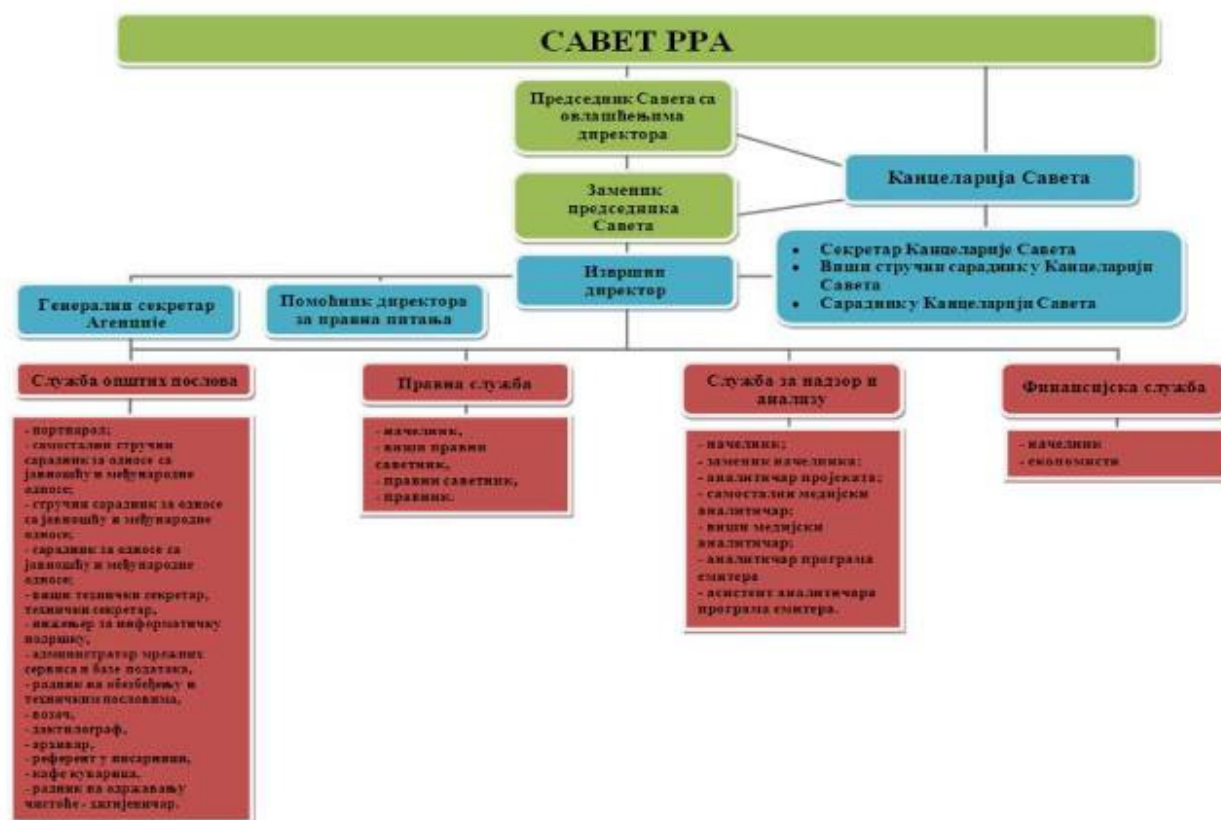 САВЕТ РРА
Председник Савета са
овлашћењима
директора
Канцеларија Савета
Заменик
председника
Савета
• Секретар Канцеларије Савета
• Виши стручни сарадник у Канцеларији
Савета
• Сарадник у Канцеларији Савета
Извршни
директор
Генерални секретар
Агенције
Помоћник директора
за правна питања
Служба општих послова
- портпарол;
- самостални стручни
сарадник за односе са
јавношћу и међународне
односе;
- стручни сарадник за односе
са јавношћу и међународне
односе;
- сарадник за односе са
јавношћу и међународне
односе;
- виши технички секретар,
технички секретар,
- инжењер за информатичку
подршку,
- администратор мрежних
сервиса и базе података,
- радник на обезбеђењу и
техничким пословима,
- возач,
- дактилограф,
- архивар,
- референт у писарници,
- кафе куварица,
- радник на одржавању
чистоће - хигијеничар.
Правна служба
- начелник,
- виши правни
саветник,
- правни саветник,
- правник.
Служба за надзор и
анализу
- начелник;
- заменик начелника;
- аналитичар пројеката;
- самостални медијски
аналитичар;
- виши медијски
аналитичар;
- аналитичар програма
емитера
- асистент аналитичара
програма емитера.
Финансијска служба
- начелник
- економисти